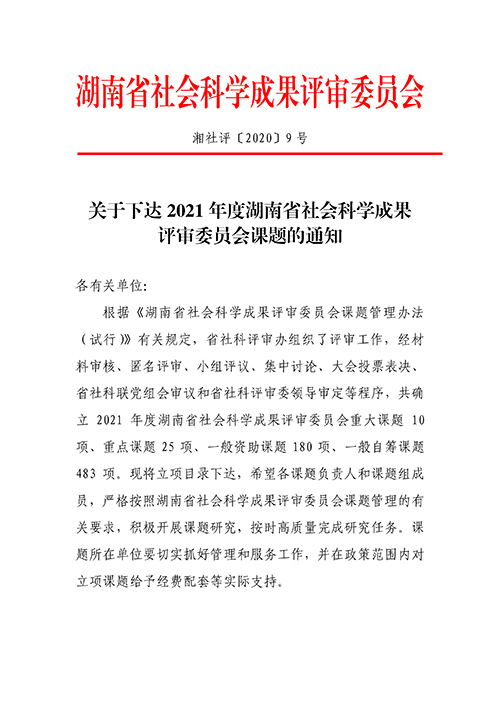 湖南省社会科学成果评审委员会
湘社评〔2020〕9 号
关于下达 2021 年度湖南省社会科学成果
评审委员会课题的通知
各有关单位:
根据《湖南省社会科学成果评审委员会课题管理办法
（试行）》有关规定，省社科评审办组织了评审工作，经材
料审核、匿名评审、小组评议、集中讨论、大会投票表决、
省社科联党组会审议和省社科评审委领导审定等程序，共确
立 2021 年度湖南省社会科学成果评审委员会重大课题 10
项、重点课题 25 项、一般资助课题 180 项、一般自筹课题
483 项。现将立项目录下达，希望各课题负责人和课题组成
员，严格按照湖南省社会科学成果评审委员会课题管理的有
关要求，积极开展课题研究，按时高质量完成研究任务。课
题所在单位要切实抓好管理和服务工作，并在政策范围内对
立项课题给予经费配套等实际支持。